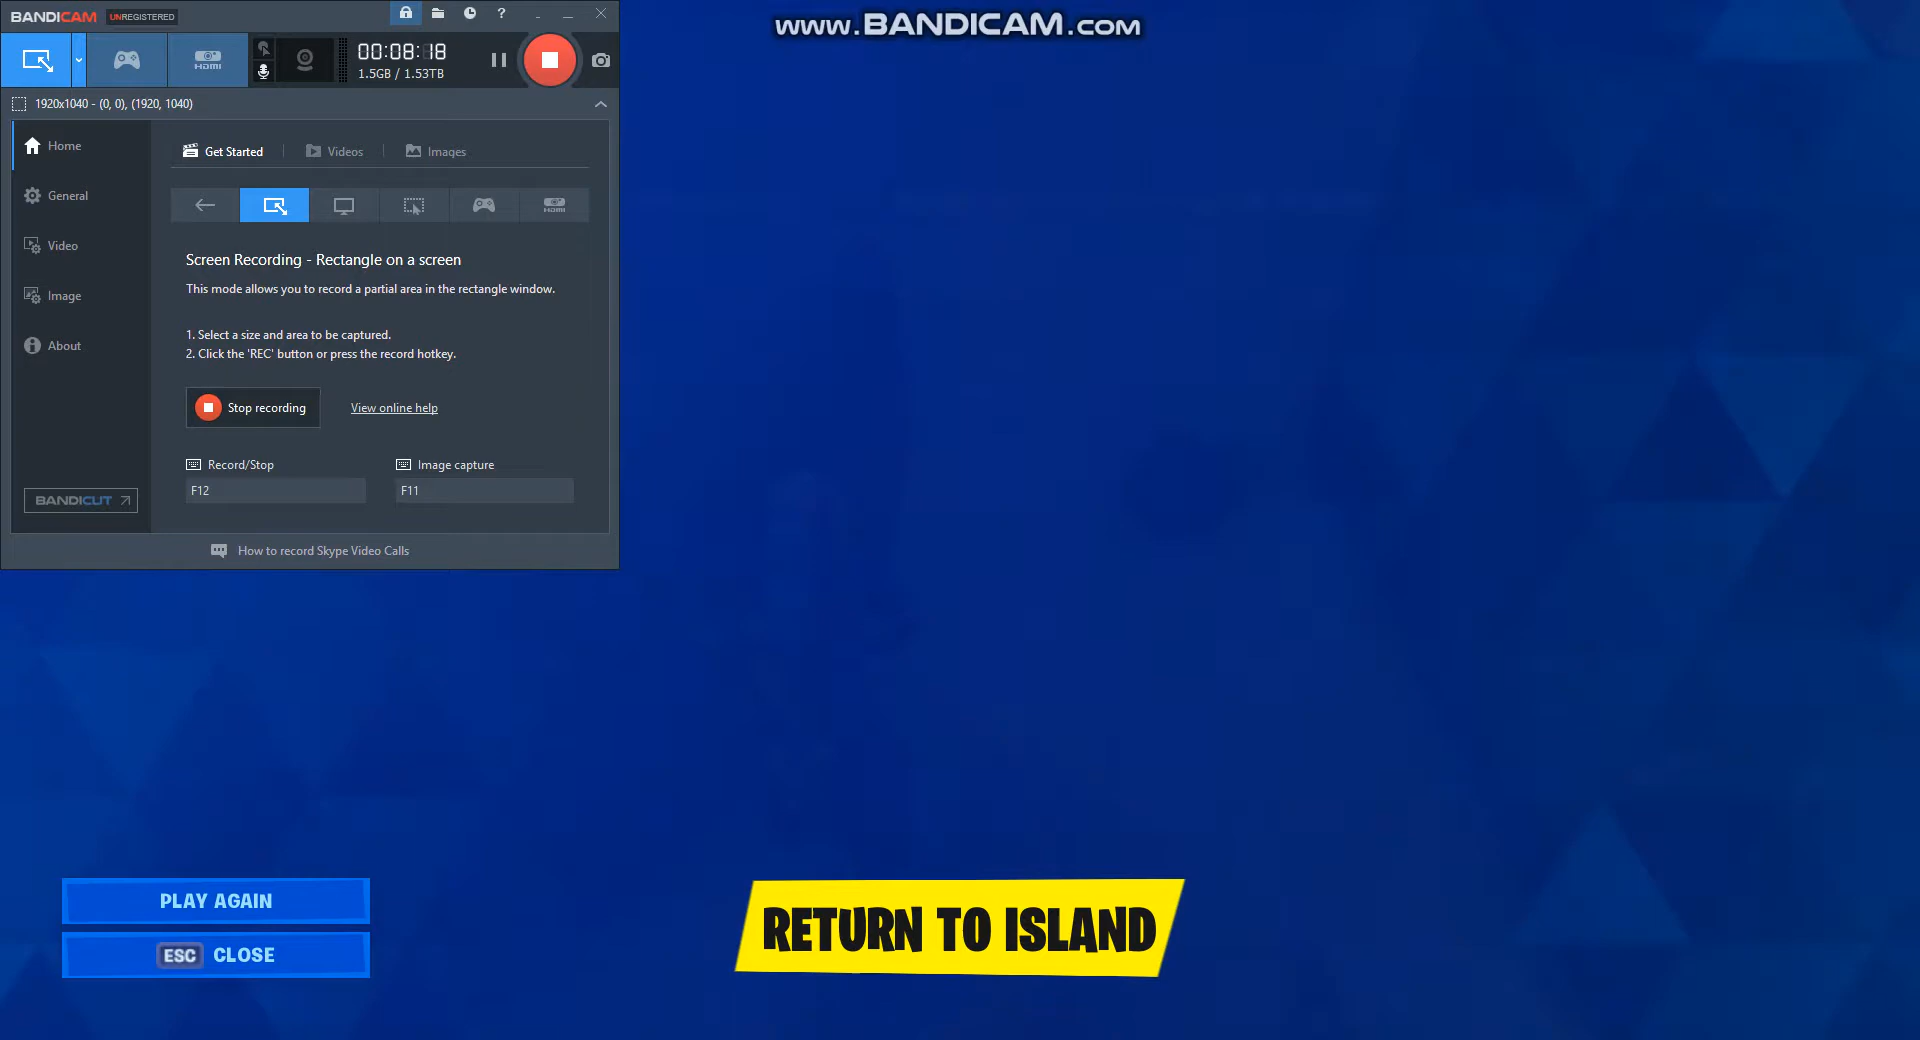 BANDICAM UNREGISTERED
?
www.BANDICAM.com
HDMI
00:08:18
1.5GB / 1.53TB
1920x1040 - (0, 0), (1920, 1040)
Home
General
Video
Image
About
BANDICUT
Get Started
Videos
Images
HDMI
Screen Recording - Rectangle on a screen
This mode allows you to record a partial area in the rectangle window.
1. Select a size and area to be captured.
2. Click the 'REC' button or press the record hotkey.
Stop recording
View online help
Record/Stop
Image capture
F12
F11
How to record Skype Video Calls
PLAY AGAIN
ESC CLOSE
RETURN TO ISLAND